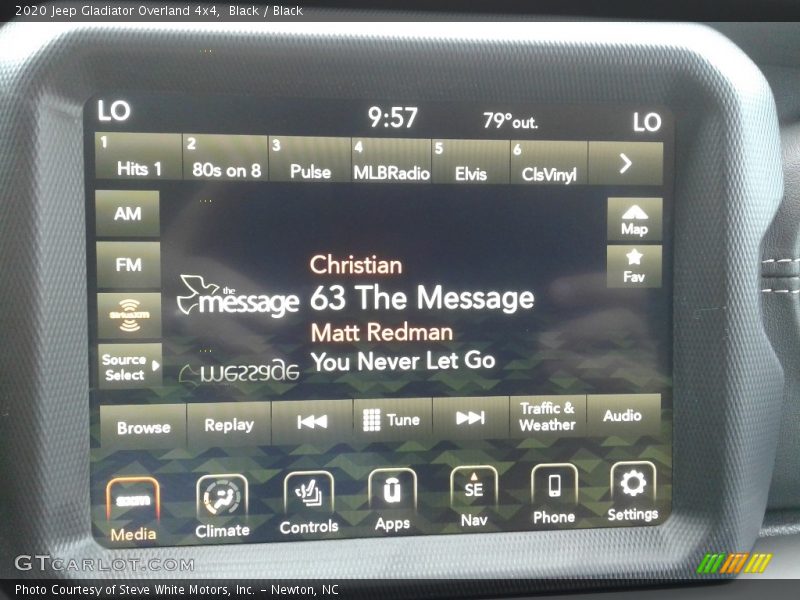 2020 Jeep Gladiator Overland 4x4, Black / Black
LO 9:57 79°out. LO
1 Hits 1 2 80s on 8 3 Pulse 4 MLBRadio 5 Elvis 6 ClsVinyl
AM
Map
FM
Fav
Christian
the message 63 The Message
SiriusXM
Matt Redman
Source Select
You Never Let Go
Browse Replay Tune Traffic & Weather Audio
SE
sxm
Media Climate Controls Apps Nav Phone Settings
GTcarlot.com
Photo Courtesy of Steve White Motors, Inc. – Newton, NC